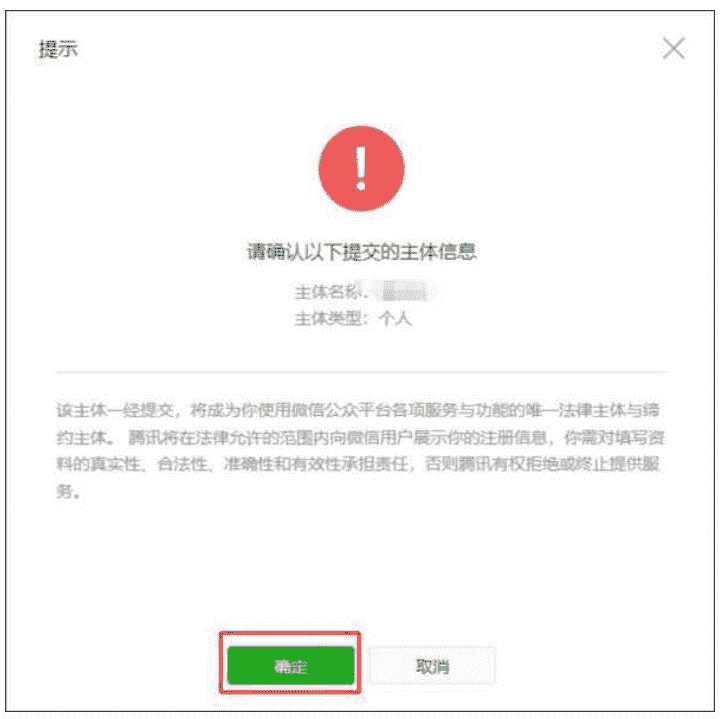 提示
请确认以下提交的主体信息
主体名称:
主体类型：个人
该主体一经提交，将成为你使用微信公众平台各项服务与功能的唯一法律主体与缔
约主体。 腾讯将在法律允许的范围内向微信用户展示你的注册信息，你需对填写资
料的真实性、合法性、准确性和有效性承担责任，否则腾讯有权拒绝或终止提供服
务。
确定
取消